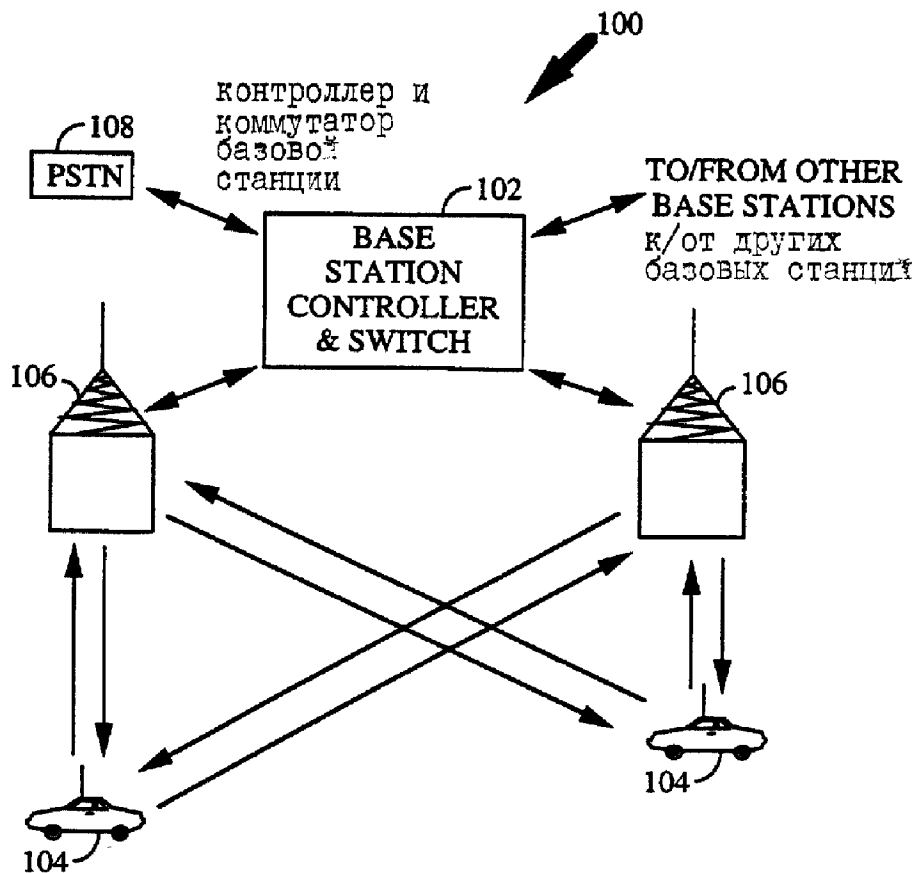 100
контроллер и
коммутатор
базовой
станции
108
PSTN
102
BASE
STATION
CONTROLLER
& SWITCH
TO/FROM OTHER
BASE STATIONS
к/от других
базовых станций
106
106
104
104